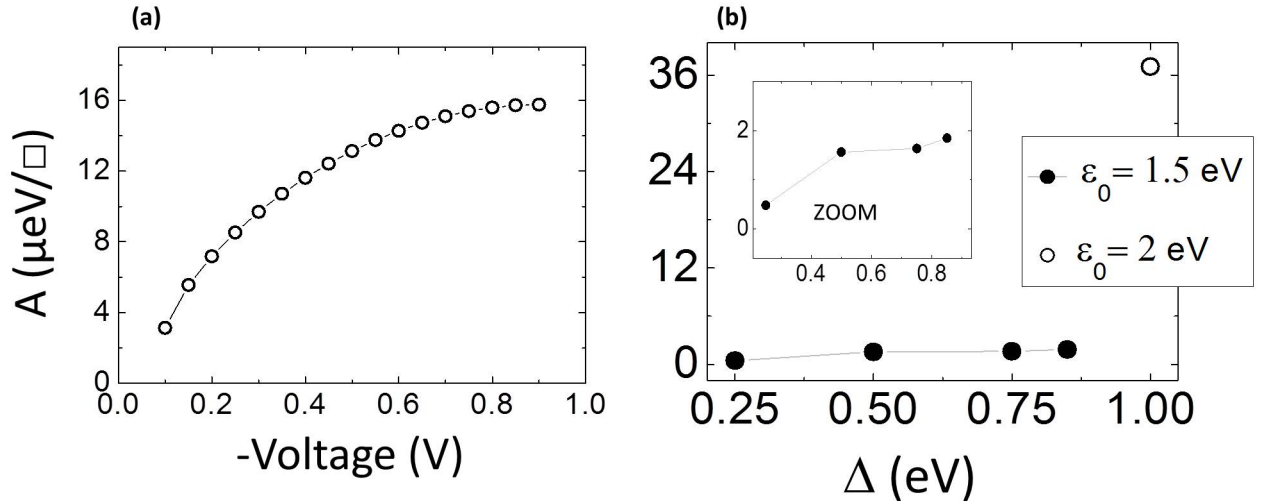 (a)
16
12
8
4
0
0.0 0.2 0.4 0.6 0.8 1.0
A (μeV/□)
-Voltage (V)
(b)
36
24
12
0
0.25 0.50 0.75 1.00
Δ (eV)
2
0
0.4 0.6 0.8
ZOOM
ε0= 1.5 eV
ε0= 2 eV